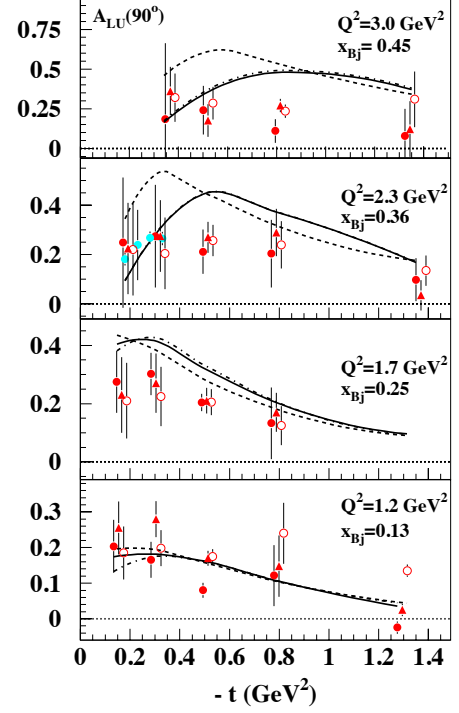 A_LU(90°)
Q²=3.0 GeV²
x_Bj= 0.45
0.75
0.5
0.25
0
Q²=2.3 GeV²
x_Bj=0.36
0.4
0.2
0
Q²=1.7 GeV²
x_Bj=0.25
0.4
0.2
0
Q²=1.2 GeV²
x_Bj=0.13
0.3
0.2
0.1
0
0 0.2 0.4 0.6 0.8 1 1.2 1.4
- t (GeV²)